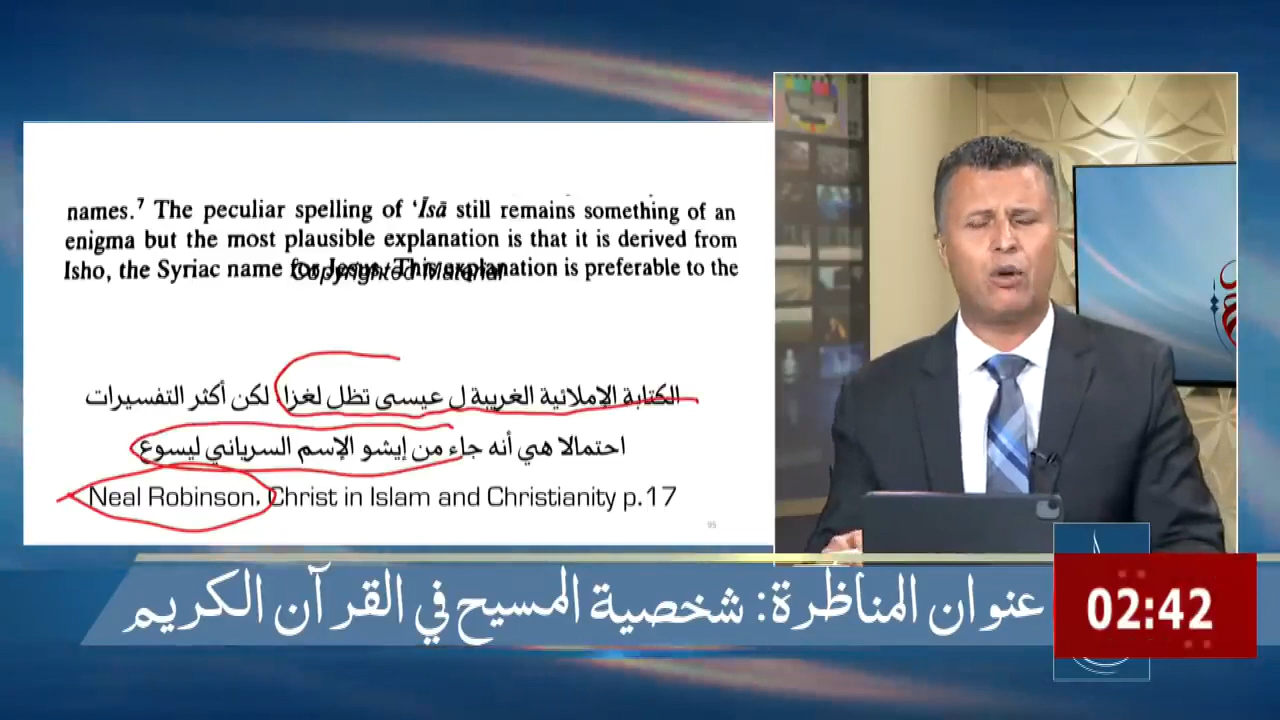 names.7 The peculiar spelling of ‘Īsā still remains something of an
enigma but the most plausible explanation is that it is derived from
Isho, the Syriac name for Jesus. This explanation is preferable to the
Copyrighted Material
الكتابة الإملائية الغريبة ل عيسى تظل لغزا. لكن أكثر التفسيرات
احتمالا هي أنه جاء من إيشو الإسم السرياني ليسوع
Neal Robinson. Christ in Islam and Christianity p.17
95
عنوان المناظرة: شخصية المسيح في القرآن الكريم
02:42